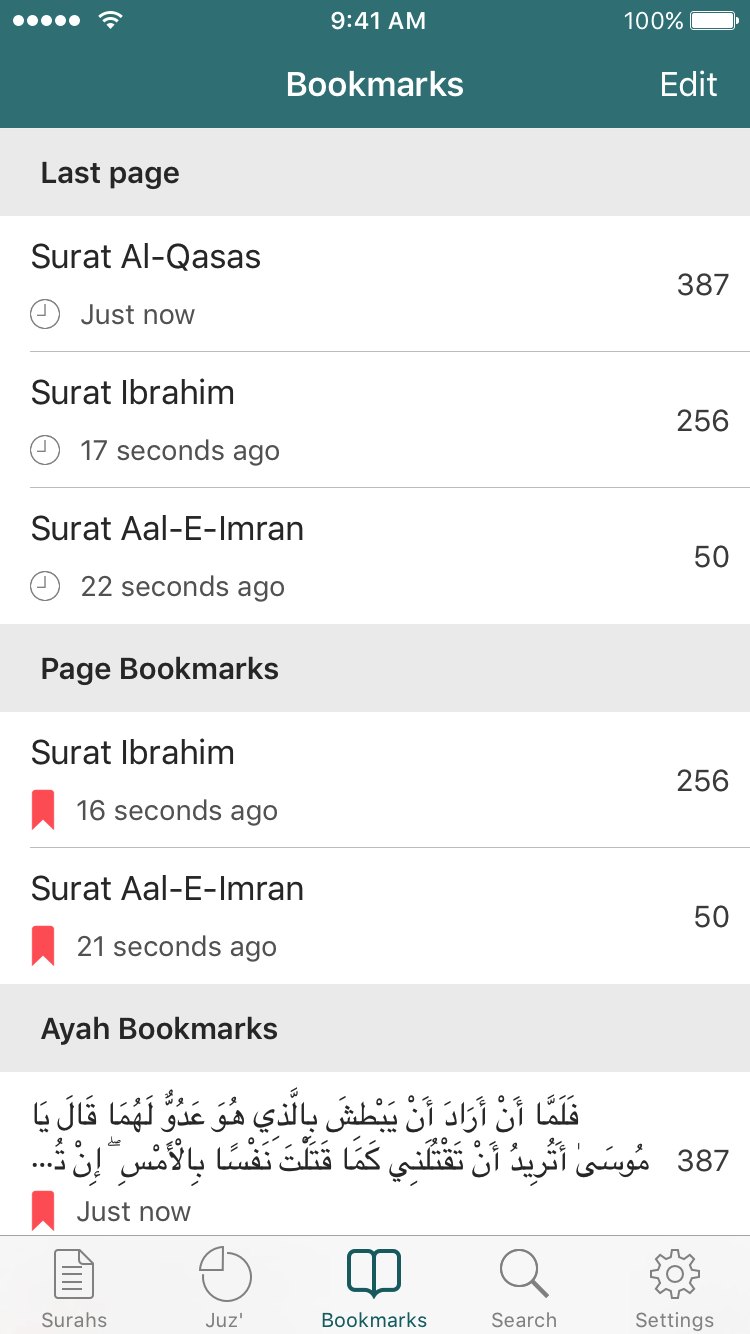 9:41 AM
100%
Bookmarks
Edit
Last page
Surat Al-Qasas
387
Just now
Surat Ibrahim
256
17 seconds ago
Surat Aal-E-Imran
50
22 seconds ago
Page Bookmarks
Surat Ibrahim
256
16 seconds ago
Surat Aal-E-Imran
50
21 seconds ago
Ayah Bookmarks
فَلَمَّا أَنْ أَرَادَ أَنْ يَبْطِشَ بِالَّذِي هُوَ عَدُوٌّ لَهُمَا قَالَ يَا
مُوسَىٰ أَتُرِيدُ أَنْ تَقْتُلَنِي كَمَا قَتَلْتَ نَفْسًا بِالْأَمْسِ ۖ إِنْ تُ...
387
Just now
Surahs
Juz'
Bookmarks
Search
Settings